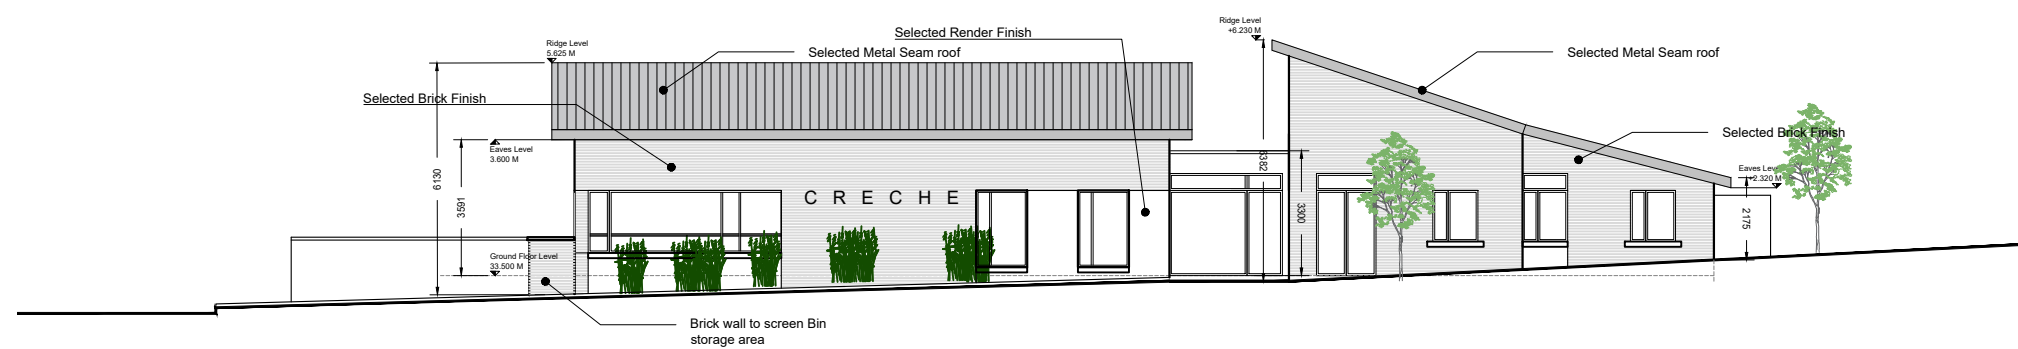 Ridge Level
+6.230 M
Selected Render Finish
Ridge Level
5.625 M
Selected Metal Seam roof
Selected Metal Seam roof
Selected Brick Finish
Selected Brick Finish
Eaves Level
3.600 M
6130
3591
6382
3300
Eaves Level
+2.320 M
2175
CRECHE
Ground Floor Level
33.500 M
Brick wall to screen Bin
storage area